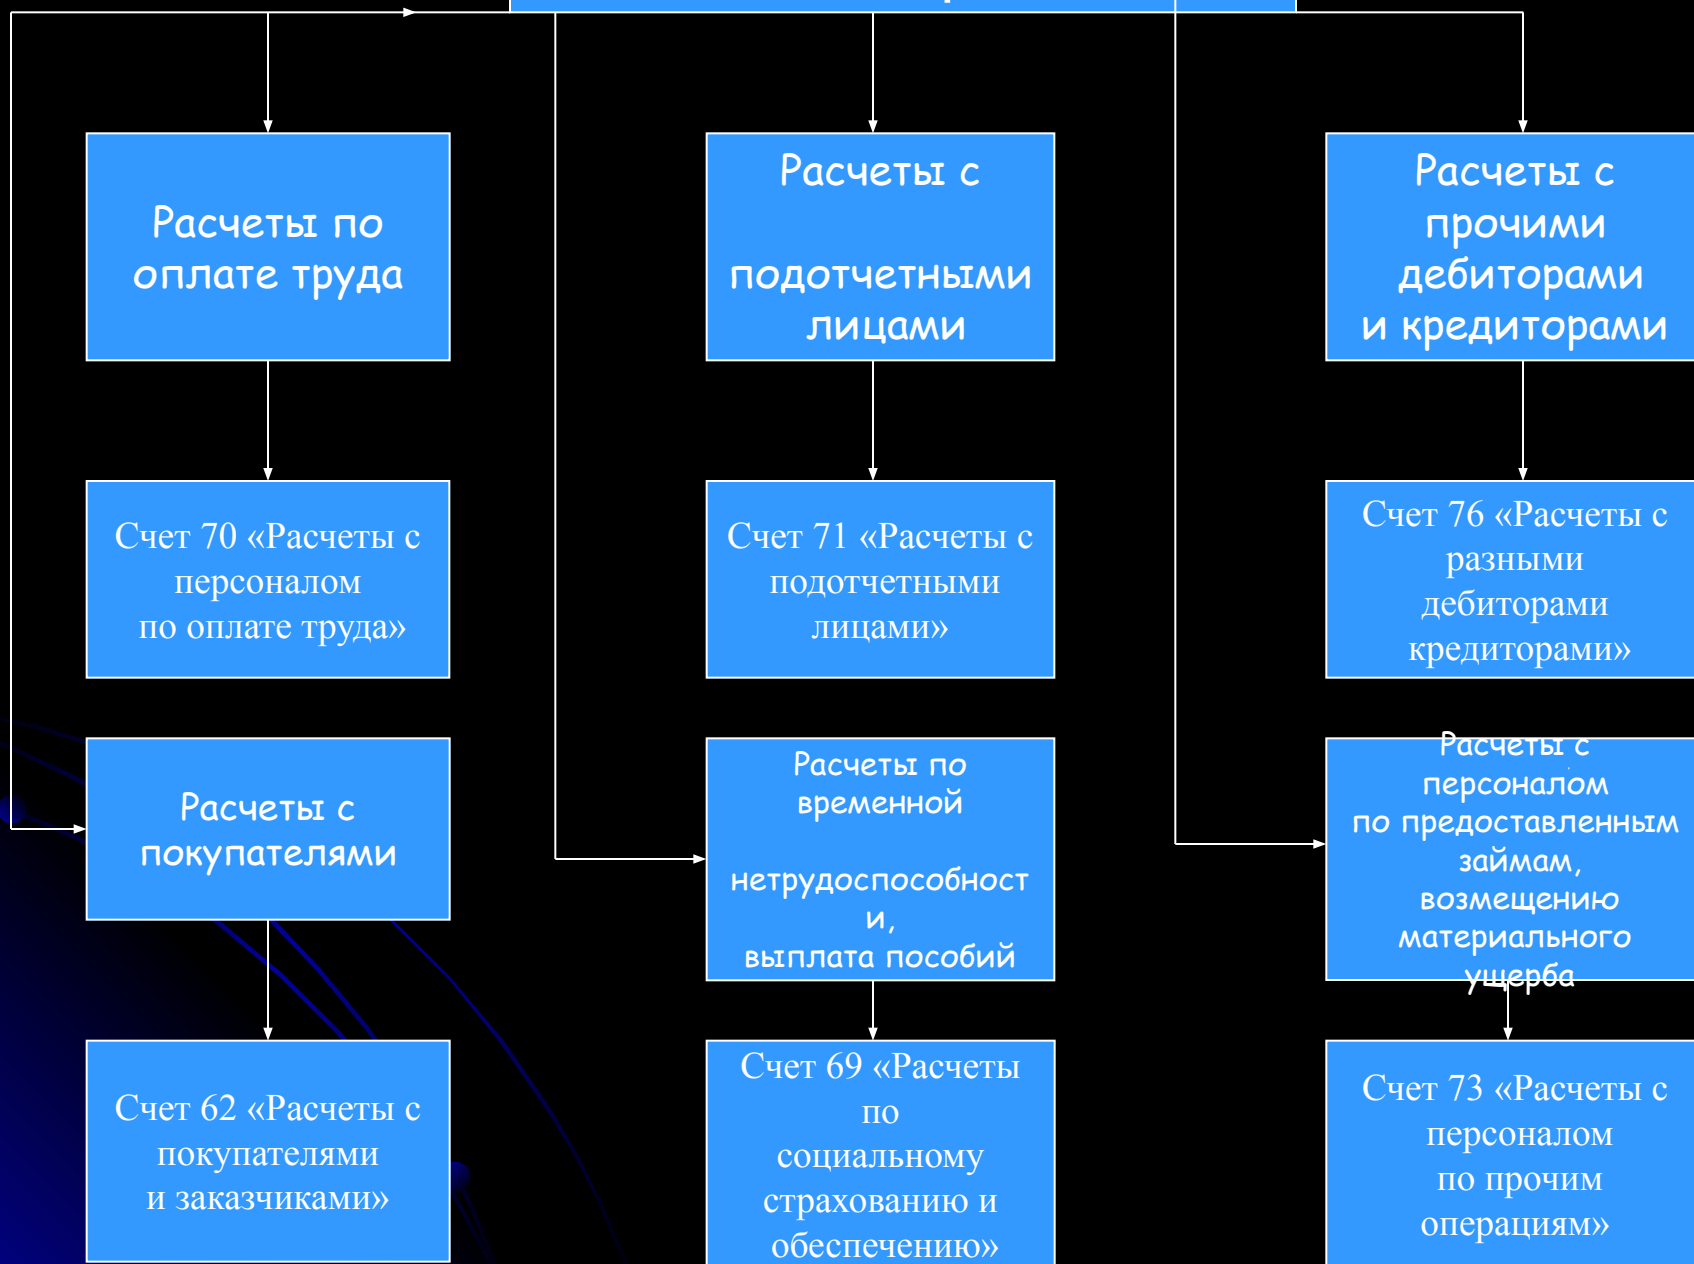 Расчеты по
оплате труда
Расчеты с
подотчетными
лицами
Расчеты с
прочими
дебиторами
и кредиторами
Счет 70 «Расчеты с
персоналом
по оплате труда»
Счет 71 «Расчеты с
подотчетными
лицами»
Счет 76 «Расчеты с
разными
дебиторами
кредиторами»
Расчеты с
покупателями
Расчеты по
временной
нетрудоспособност
и,
выплата пособий
Расчеты с
персоналом
по предоставленным
займам,
возмещению
материального
ущерба
Счет 62 «Расчеты с
покупателями
и заказчиками»
Счет 69 «Расчеты
по
социальному
страхованию и
обеспечению»
Счет 73 «Расчеты с
персоналом
по прочим
операциям»